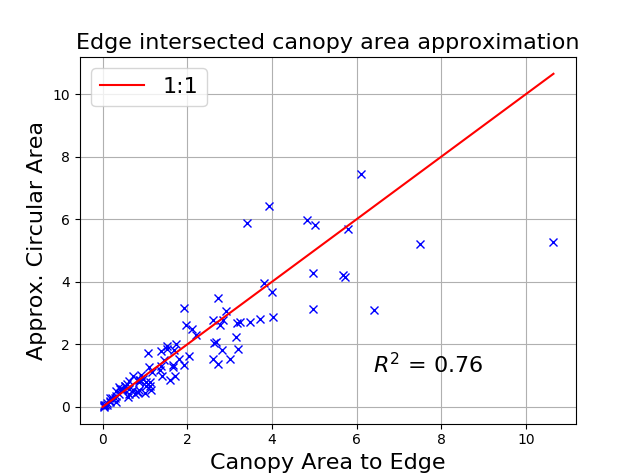 Edge intersected canopy area approximation
1:1
Approx. Circular Area
10
8
6
4
2
0
R² = 0.76
0 2 4 6 8 10
Canopy Area to Edge